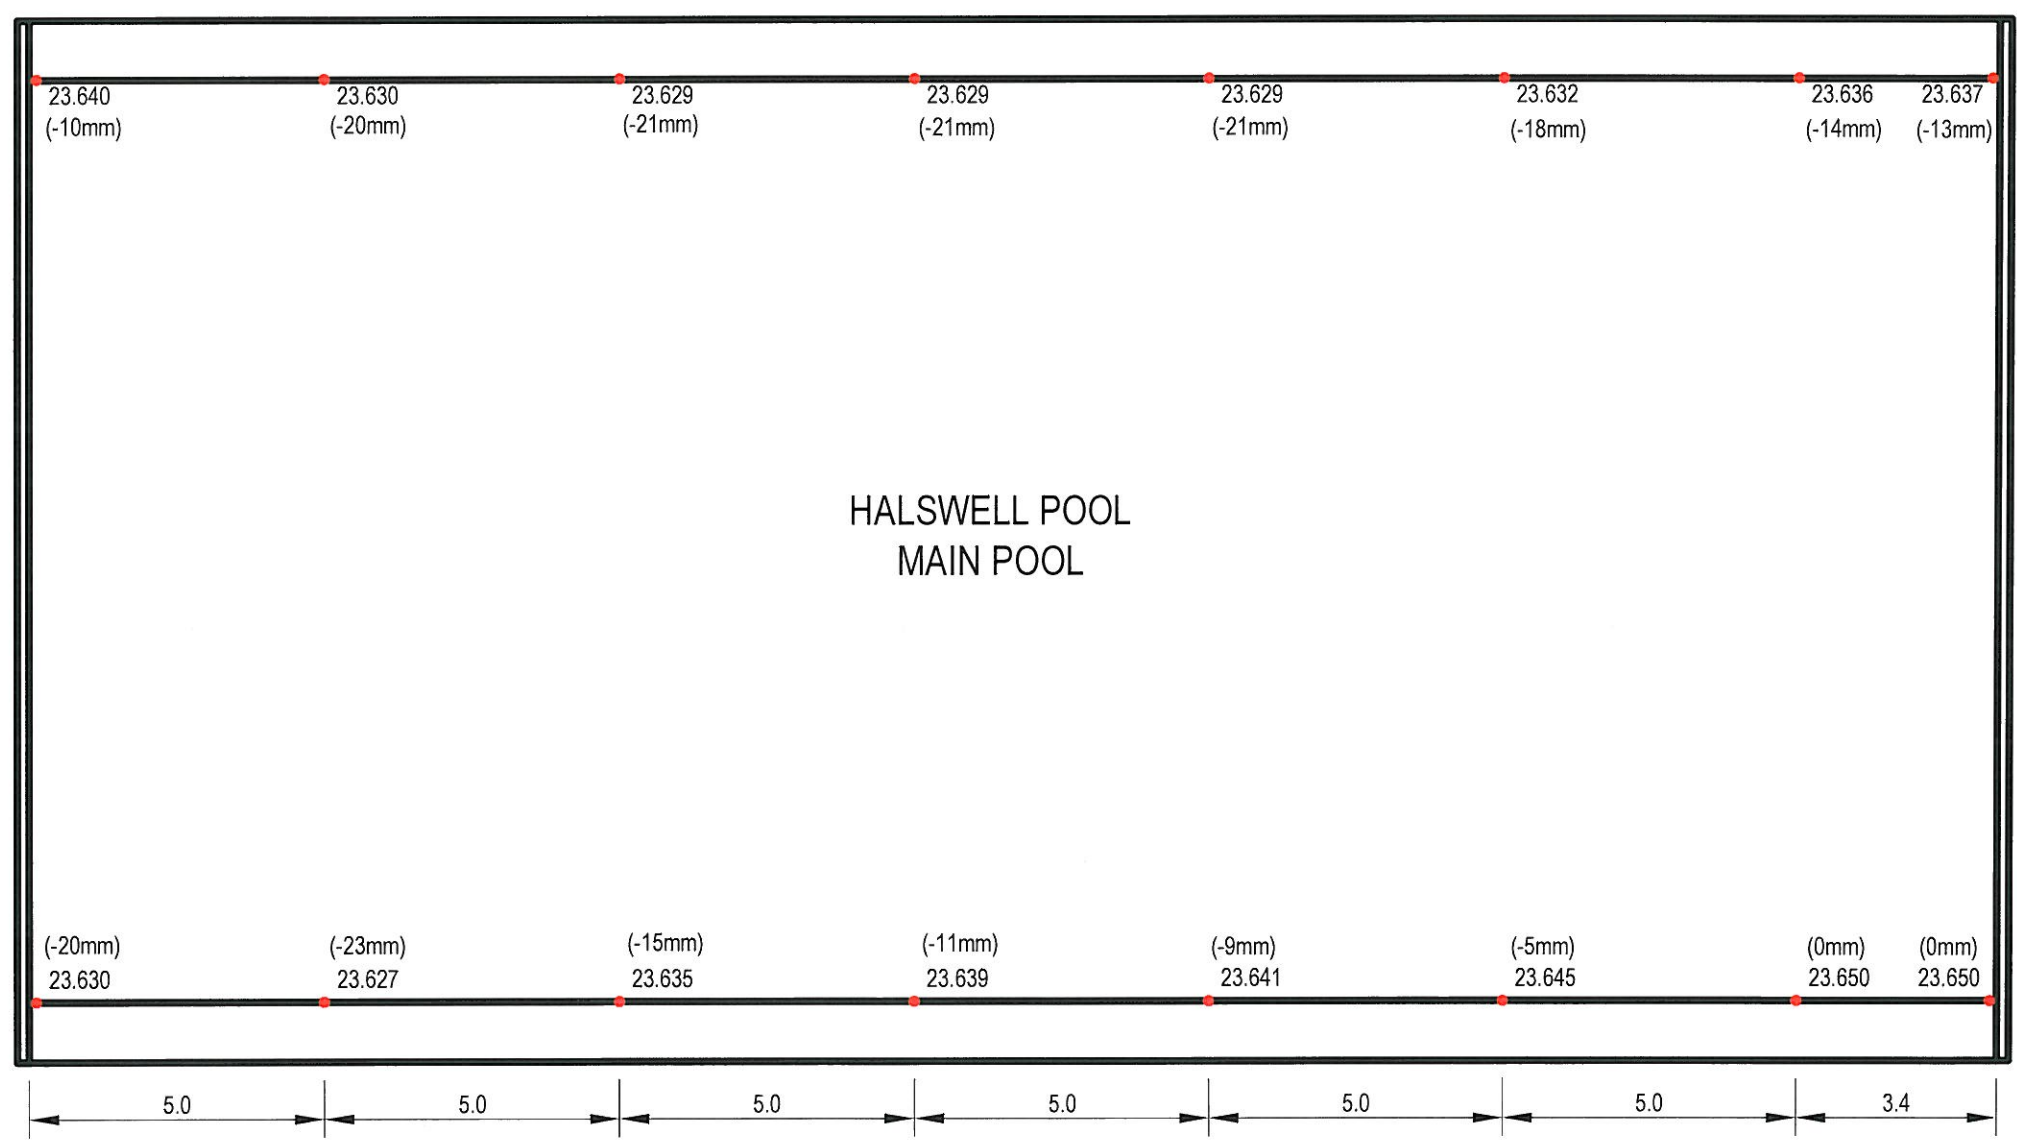 23.640 23.630 23.629 23.629 23.629 23.632 23.636 23.637
(-10mm) (-20mm) (-21mm) (-21mm) (-21mm) (-18mm) (-14mm) (-13mm)
HALSWELL POOL
MAIN POOL
(-20mm) (-23mm) (-15mm) (-11mm) (-9mm) (-5mm) (0mm) (0mm)
23.630 23.627 23.635 23.639 23.641 23.645 23.650 23.650
5.0 5.0 5.0 5.0 5.0 5.0 3.4